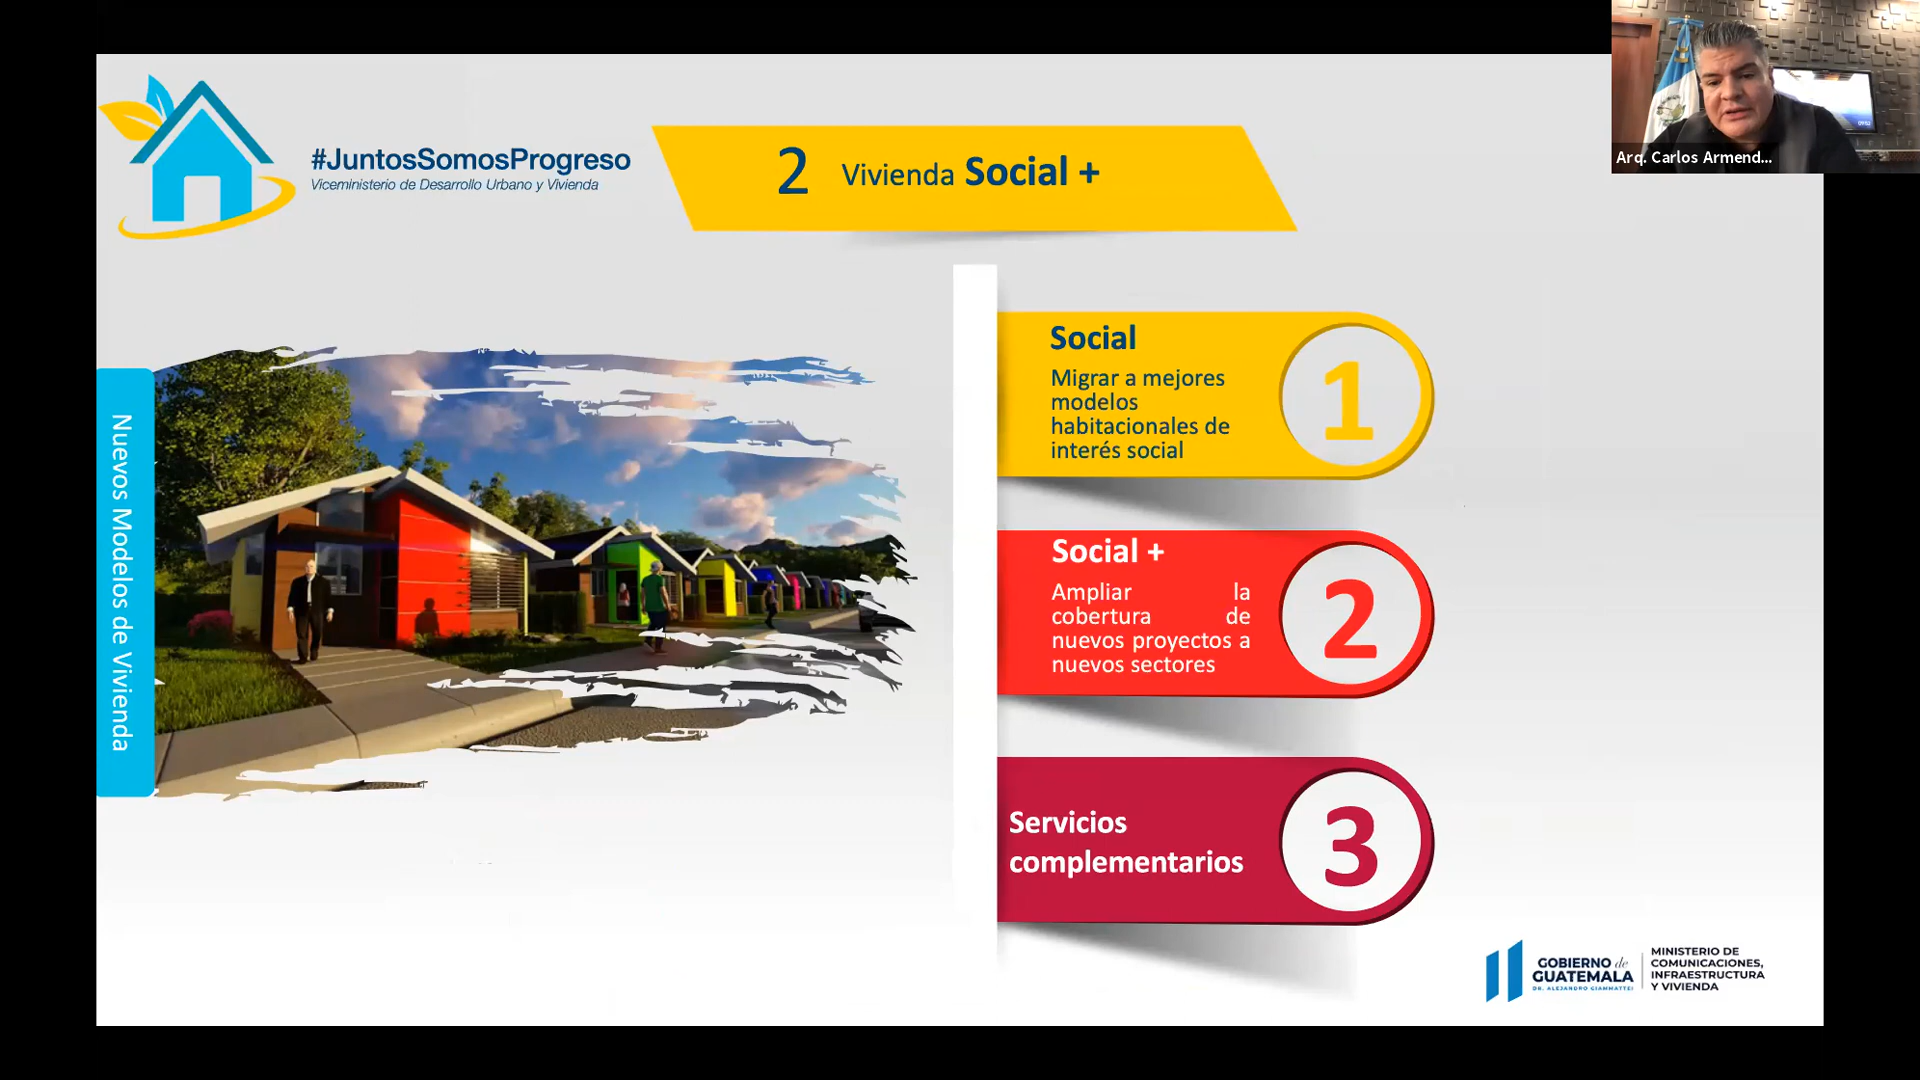 #JuntosSomosProgreso
Viceministerio de Desarrollo Urbano y Vivienda
2 Vivienda Social +
Arq. Carlos Armend...
Nuevos Modelos de Vivienda
Social
Migrar a mejores
modelos
habitacionales de
interés social
1
Social +
Ampliar la
cobertura de
nuevos proyectos a
nuevos sectores
2
Servicios
complementarios
3
GOBIERNO de
GUATEMALA
DR. ALEJANDRO GIAMMATTEI
MINISTERIO DE
COMUNICACIONES,
INFRAESTRUCTURA
Y VIVIENDA